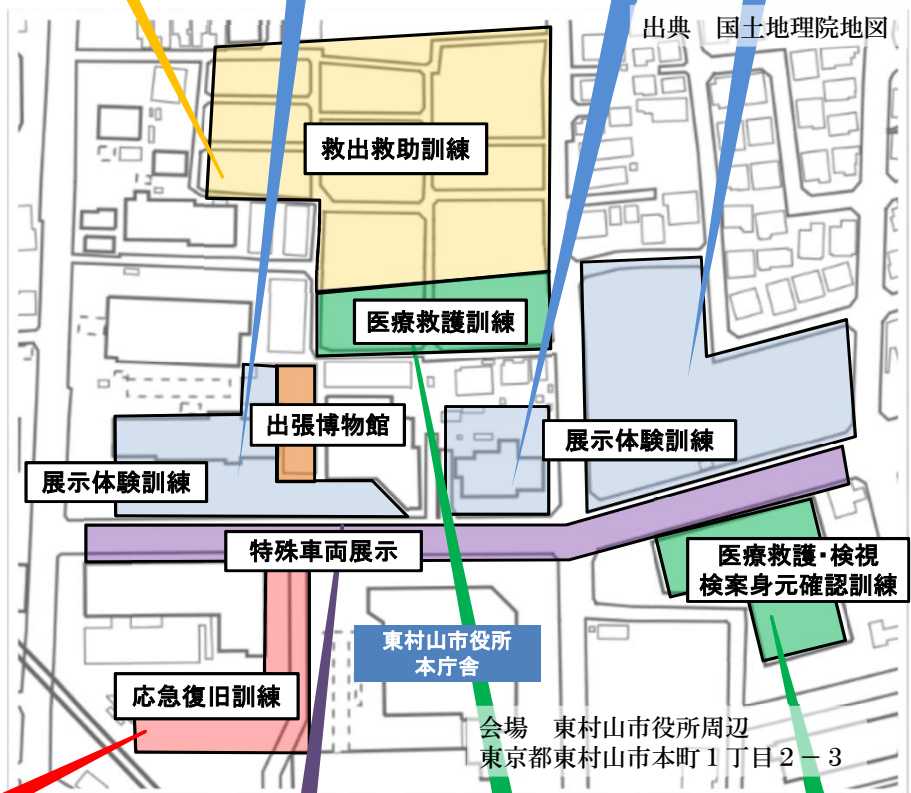 出典　国土地理院地図
救出救助訓練
医療救護訓練
出張博物館
展示体験訓練
展示体験訓練
特殊車両展示
医療救護・検視
検案身元確認訓練
東村山市役所
本庁舎
応急復旧訓練
会場　東村山市役所周辺
東京都東村山市本町１丁目２－３